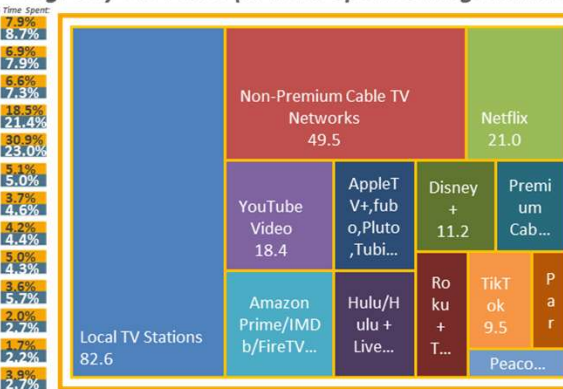 Time Spent:
7.9%
8.7%
6.9%
7.9%
6.6%
7.3%
18.5%
21.4%
30.9%
23.0%
5.1%
5.0%
3.7%
4.6%
4.2%
4.4%
5.0%
4.3%
3.6%
5.7%
2.0%
2.7%
1.7%
2.2%
3.9%
2.7%
Local TV Stations
82.6
Non-Premium Cable TV
Networks
49.5
Netflix
21.0
YouTube
Video
18.4
AppleT
V+,fub
o,Pluto
,Tubi...
Disney
+
11.2
Premi
um
Cab...
Amazon
Prime/IMD
b/FireTV...
Hulu/H
ulu +
Live...
Ro
ku
+
T...
TikT
ok
9.5
P
a
r
Peaco...